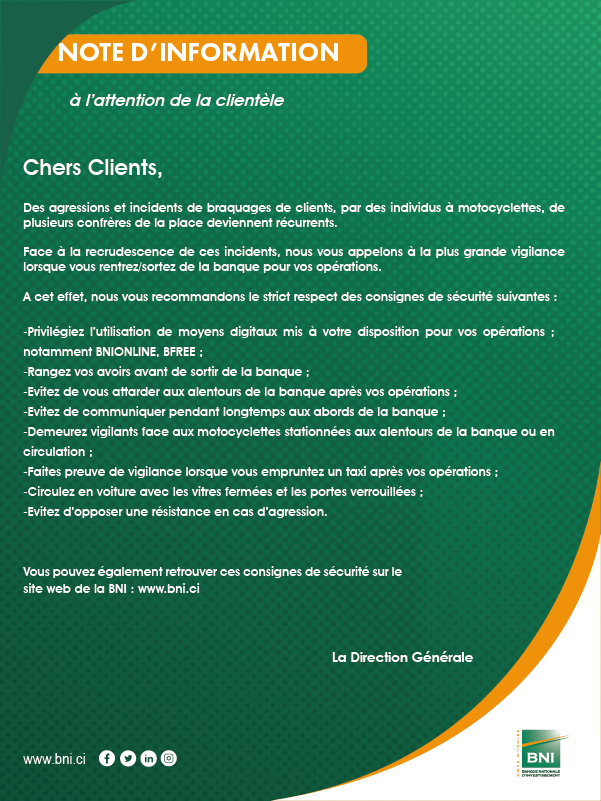 NOTE D'INFORMATION
à l'attention de la clientèle
Chers Clients,
Des agressions et incidents de braquages de clients, par des individus à motocyclettes, de
plusieurs confrères de la place deviennent récurrents.
Face à la recrudescence de ces incidents, nous vous appelons à la plus grande vigilance
lorsque vous rentrez/sortez de la banque pour vos opérations.
A cet effet, nous vous recommandons le strict respect des consignes de sécurité suivantes :
-Privilégiez l'utilisation de moyens digitaux mis à votre disposition pour vos opérations ;
notamment BNIONLINE, BFREE ;
-Rangez vos avoirs avant de sortir de la banque ;
-Evitez de vous attarder aux alentours de la banque après vos opérations ;
-Evitez de communiquer pendant longtemps aux abords de la banque ;
-Demeurez vigilants face aux motocyclettes stationnées aux alentours de la banque ou en
circulation ;
-Faites preuve de vigilance lorsque vous empruntez un taxi après vos opérations ;
-Circulez en voiture avec les vitres fermées et les portes verrouillées ;
-Evitez d'opposer une résistance en cas d'agression.
Vous pouvez également retrouver ces consignes de sécurité sur le
site web de la BNI : www.bni.ci
La Direction Générale
www.bni.ci
CÔTE D'IVOIRE
BNI
BANQUE NATIONALE
D'INVESTISSEMENT